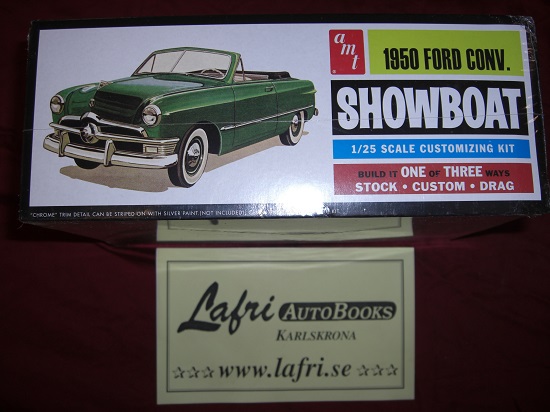 amt
1950 FORD CONV.
SHOWBOAT
1/25 SCALE CUSTOMIZING KIT
BUILD IT ONE OF THREE WAYS
STOCK • CUSTOM • DRAG
"CHROME" TRIM DETAIL CAN BE STRIPED ON WITH SILVER PAINT (NOT INCLUDED).
Lafri AUTOBOOKS
KARLSKRONA
☆☆☆ www.lafri.se ☆☆☆